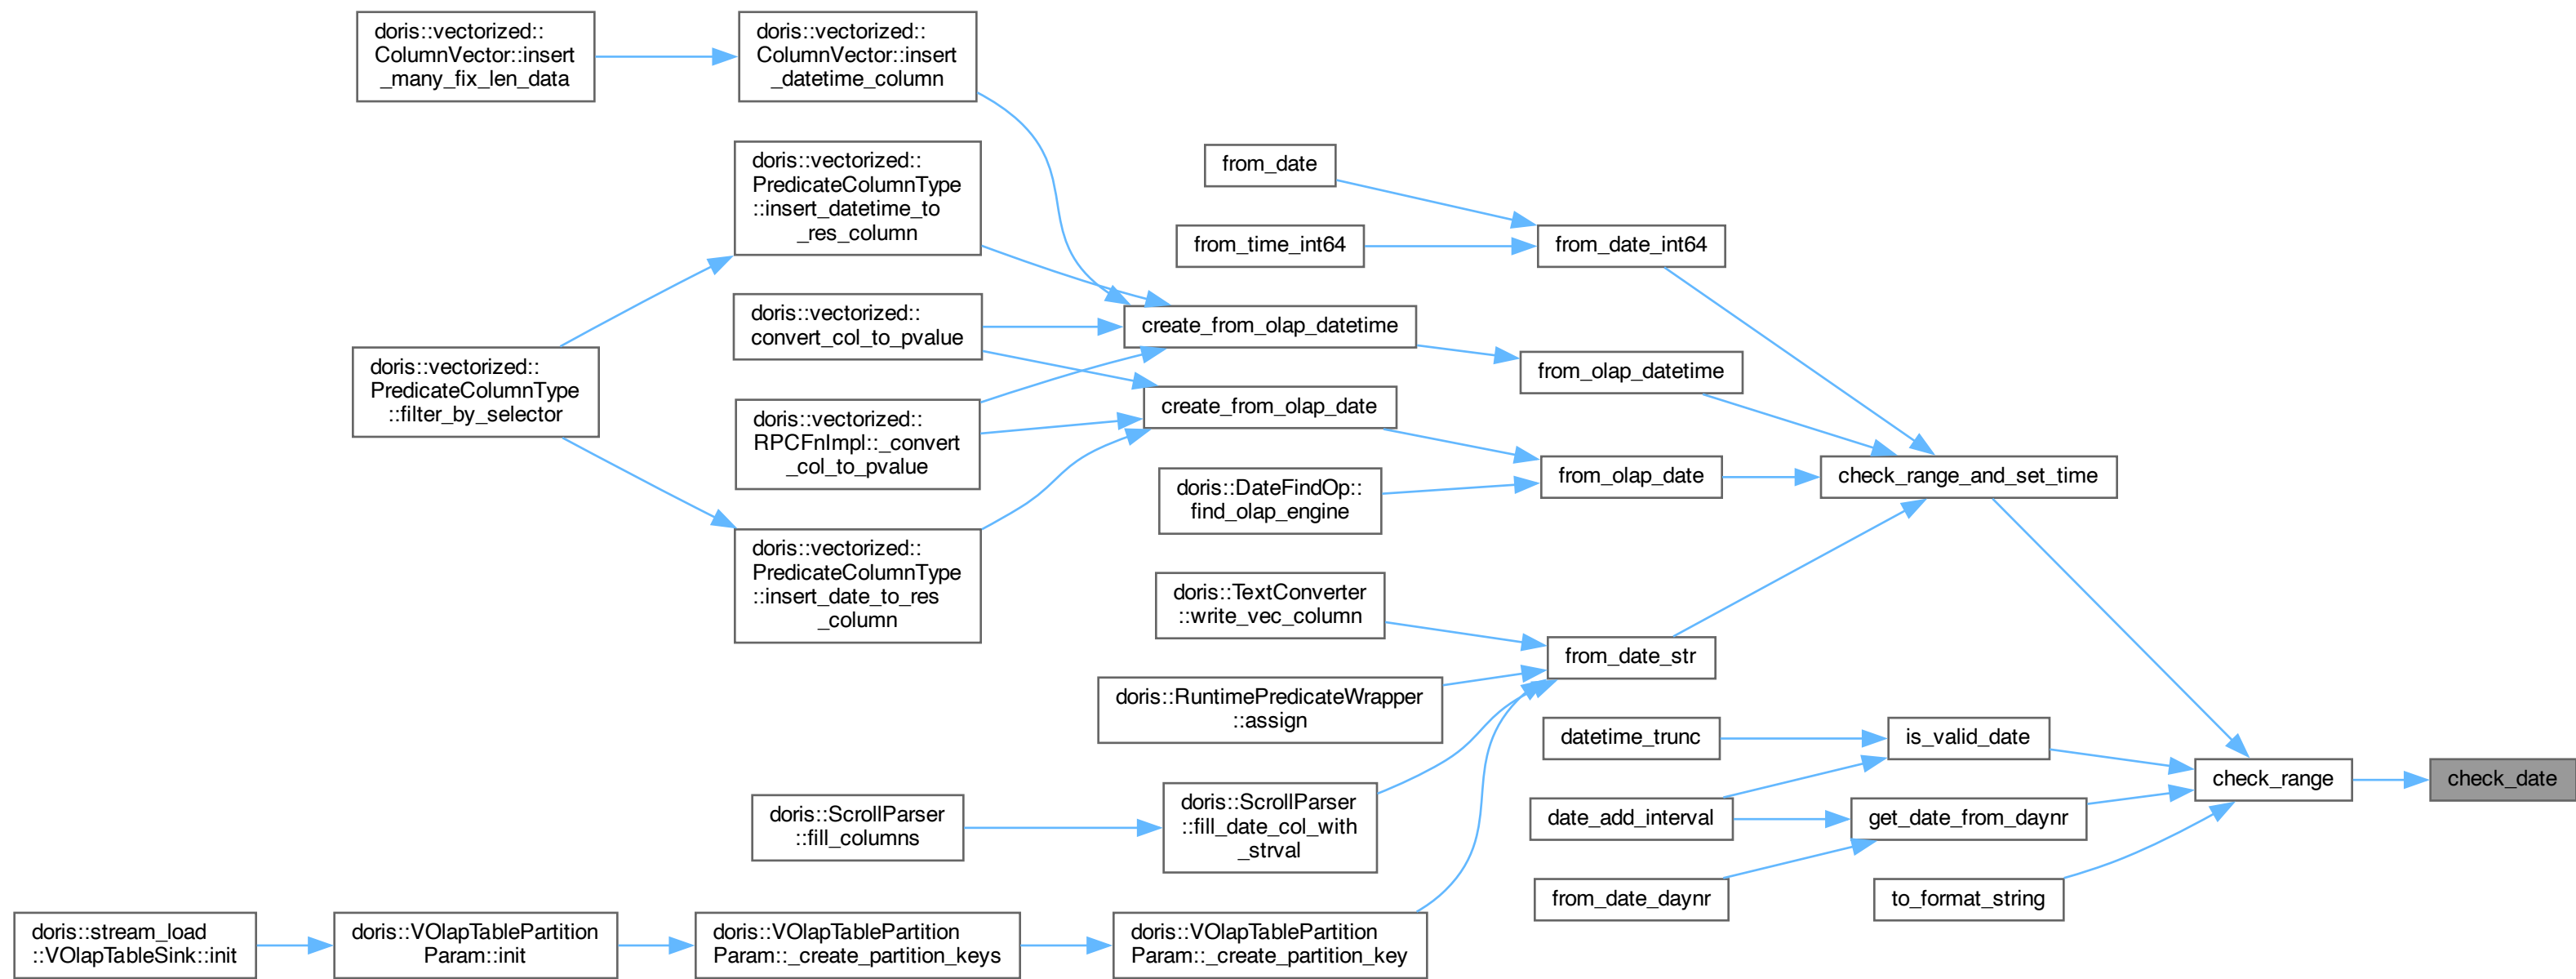 doris::vectorized::
ColumnVector::insert
_many_fix_len_data
doris::vectorized::
ColumnVector::insert
_datetime_column
doris::vectorized::
PredicateColumnType
::insert_datetime_to
_res_column
from_date
from_time_int64
from_date_int64
doris::vectorized::
convert_col_to_pvalue
create_from_olap_datetime
doris::vectorized::
PredicateColumnType
::filter_by_selector
from_olap_datetime
doris::vectorized::
RPCFnImpl::_convert
_col_to_pvalue
create_from_olap_date
doris::DateFindOp::
find_olap_engine
from_olap_date
check_range_and_set_time
doris::vectorized::
PredicateColumnType
::insert_date_to_res
_column
doris::TextConverter
::write_vec_column
from_date_str
doris::RuntimePredicateWrapper
::assign
datetime_trunc
is_valid_date
check_range
check_date
doris::ScrollParser
::fill_columns
doris::ScrollParser
::fill_date_col_with
_strval
date_add_interval
get_date_from_daynr
from_date_daynr
to_format_string
doris::stream_load
::VOlapTableSink::init
doris::VOlapTablePartition
Param::init
doris::VOlapTablePartition
Param::_create_partition_keys
doris::VOlapTablePartition
Param::_create_partition_key